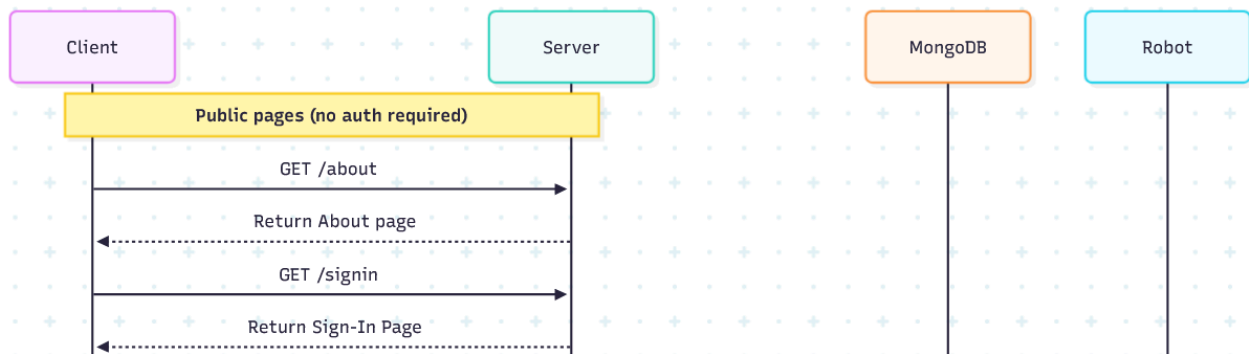 Client
Server
MongoDB
Robot
Public pages (no auth required)
GET /about
Return About page
GET /signin
Return Sign-In Page